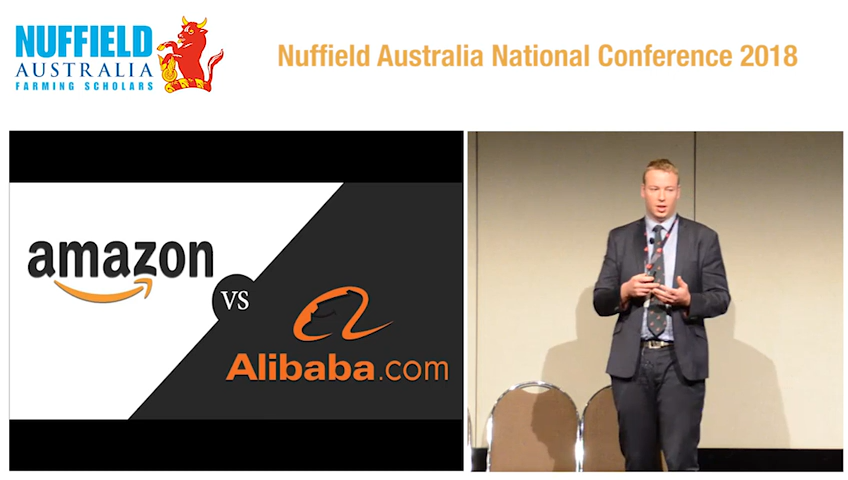 NUFFIELD
AUSTRALIA
FARMING SCHOLARS
Nuffield Australia National Conference 2018
amazon
VS
Alibaba.com